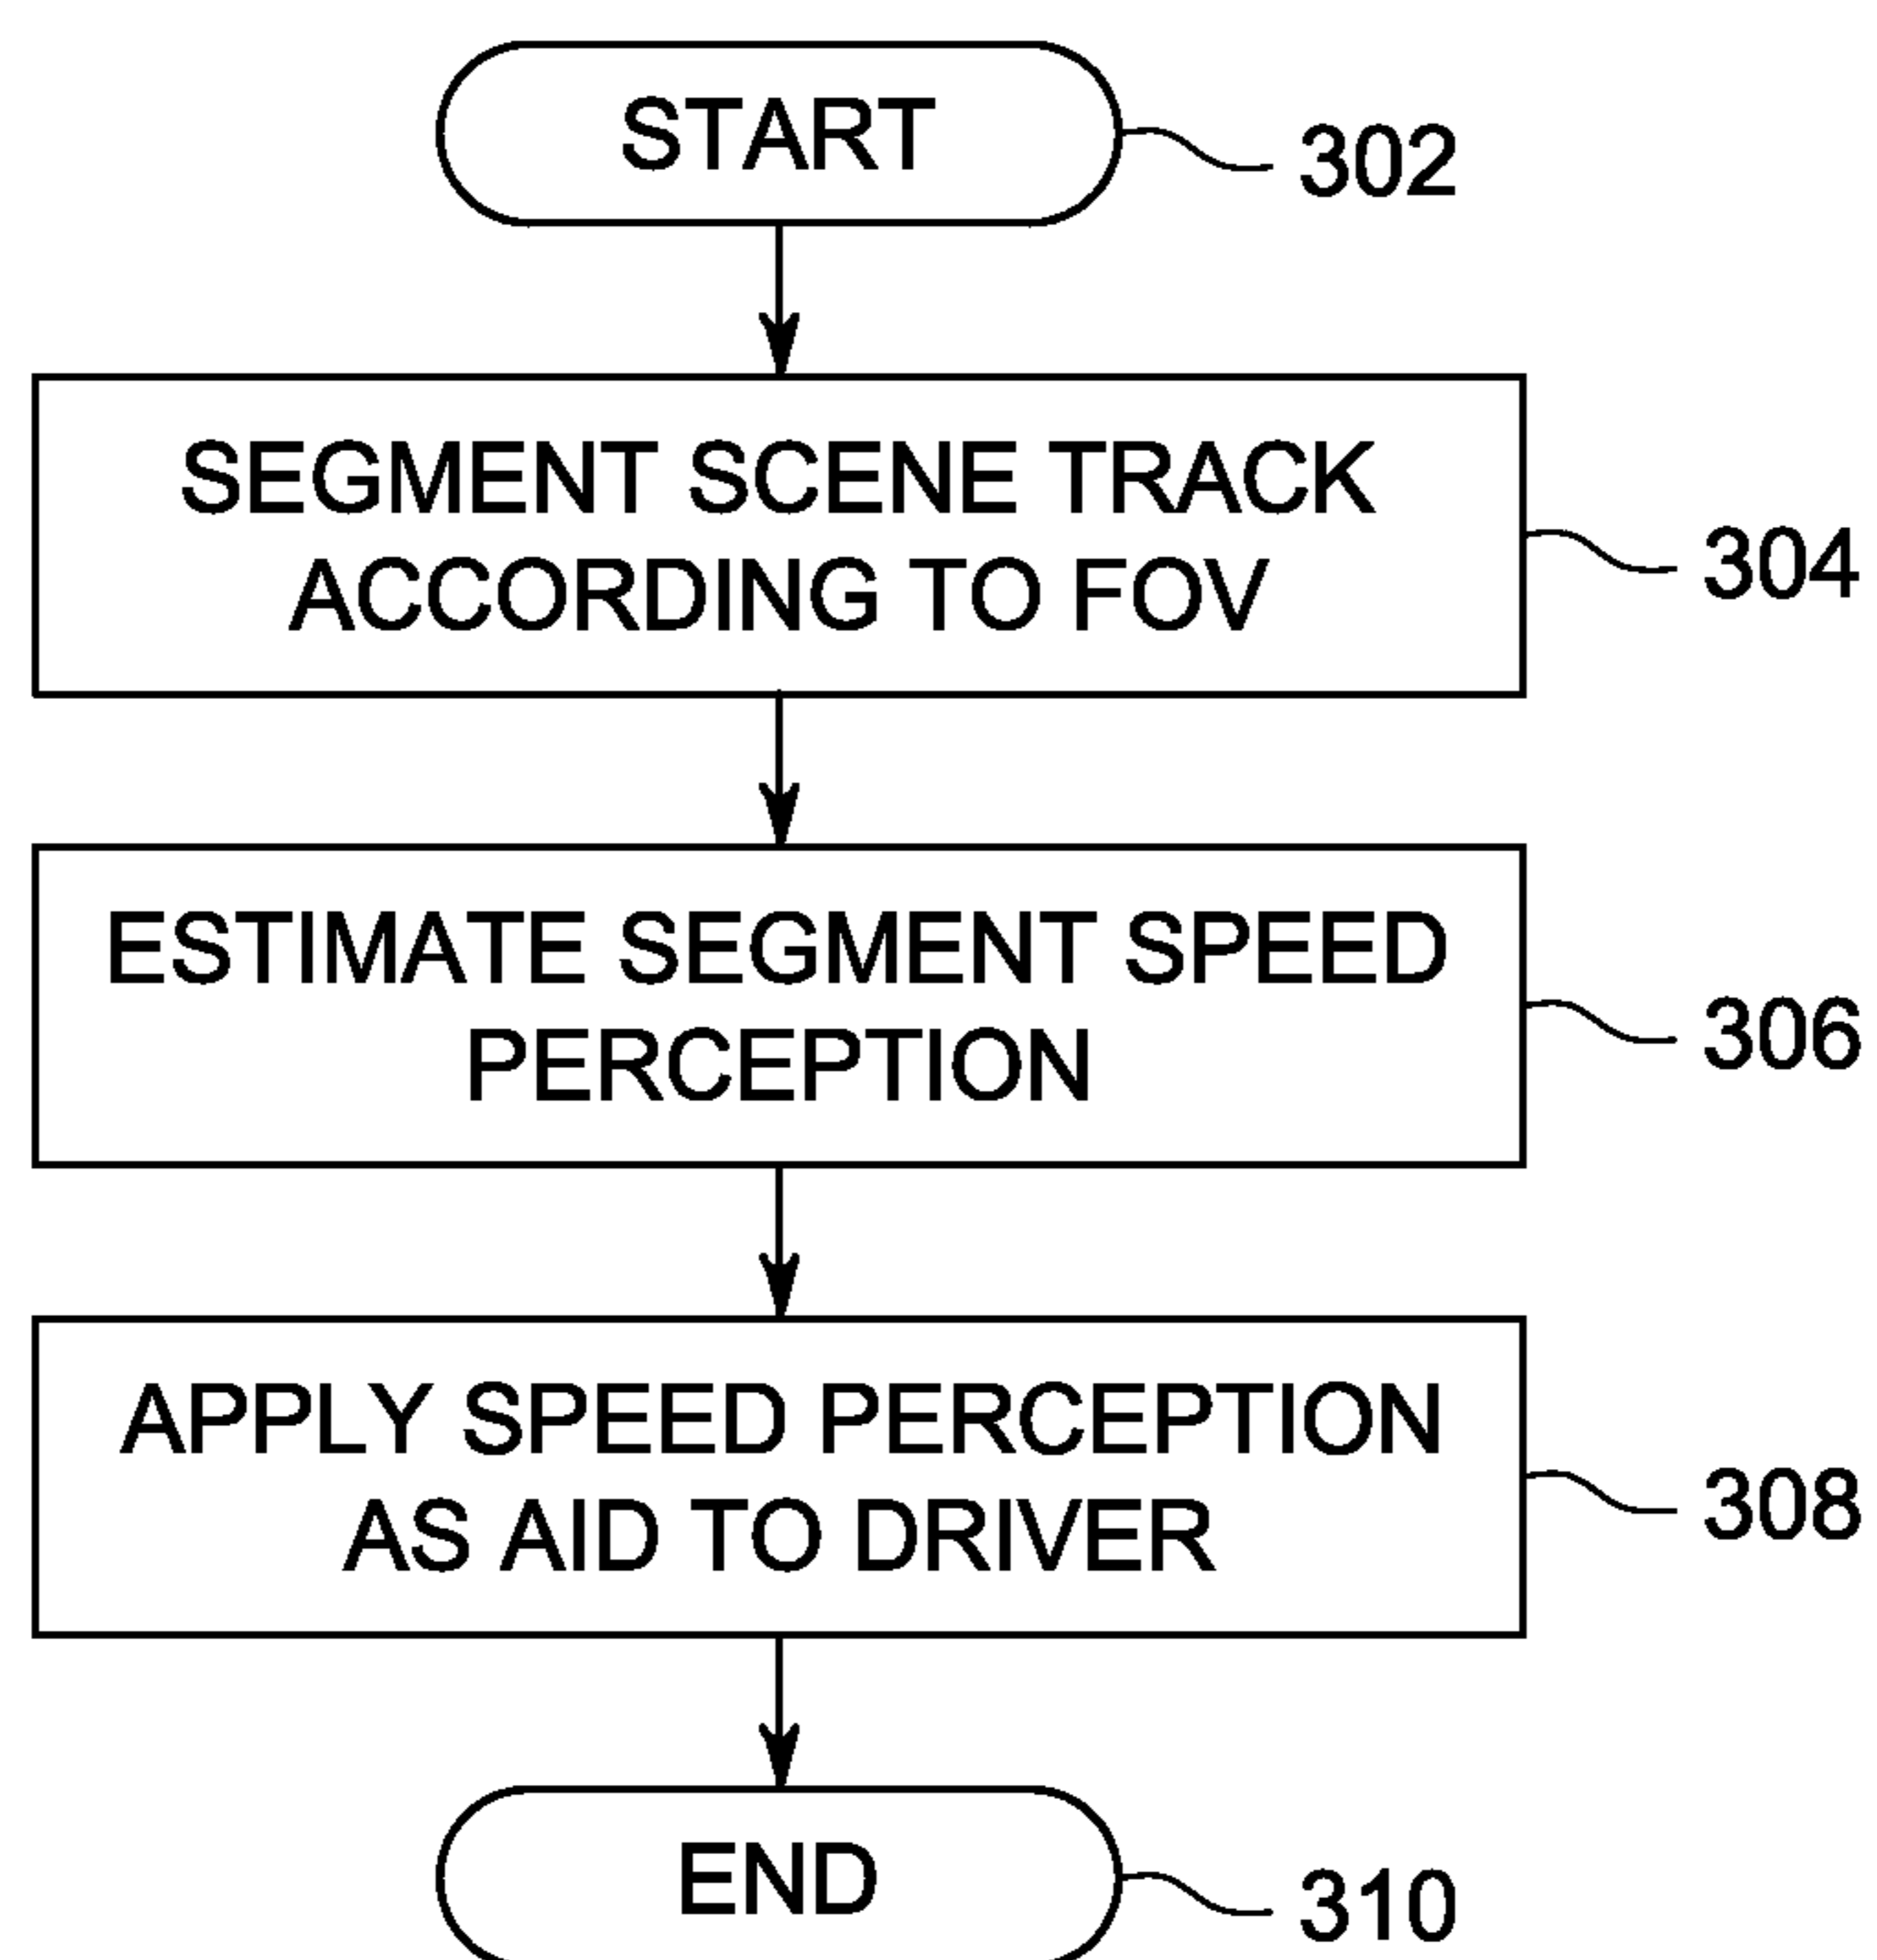 START
302
SEGMENT SCENE TRACK
ACCORDING TO FOV
304
ESTIMATE SEGMENT SPEED
PERCEPTION
306
APPLY SPEED PERCEPTION
AS AID TO DRIVER
308
END
310